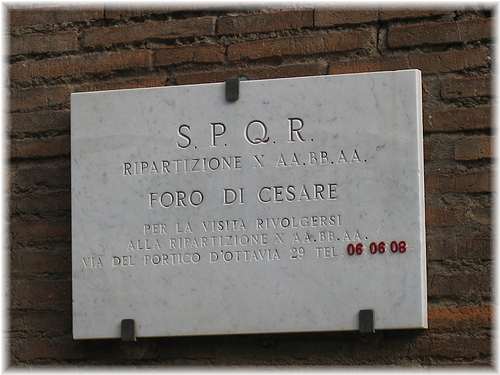 S. P. Q. R.
RIPARTIZIONE X AA.BB.AA.
FORO DI CESARE
PER LA VISITA RIVOLGERSI
ALLA RIPARTIZIONE X AA.BB.AA.
VIA DEL PORTICO D'OTTAVIA 29 TEL 06 06 08